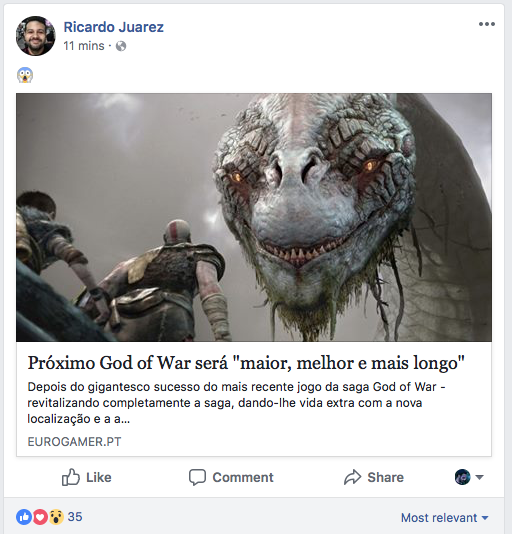 Ricardo Juarez
11 mins ·
Próximo God of War será "maior, melhor e mais longo"
Depois do gigantesco sucesso do mais recente jogo da saga God of War -
revitalizando completamente a saga, dando-lhe vida extra com a nova
localização e a a...
EUROGAMER.PT
Like Comment Share
35 Most relevant